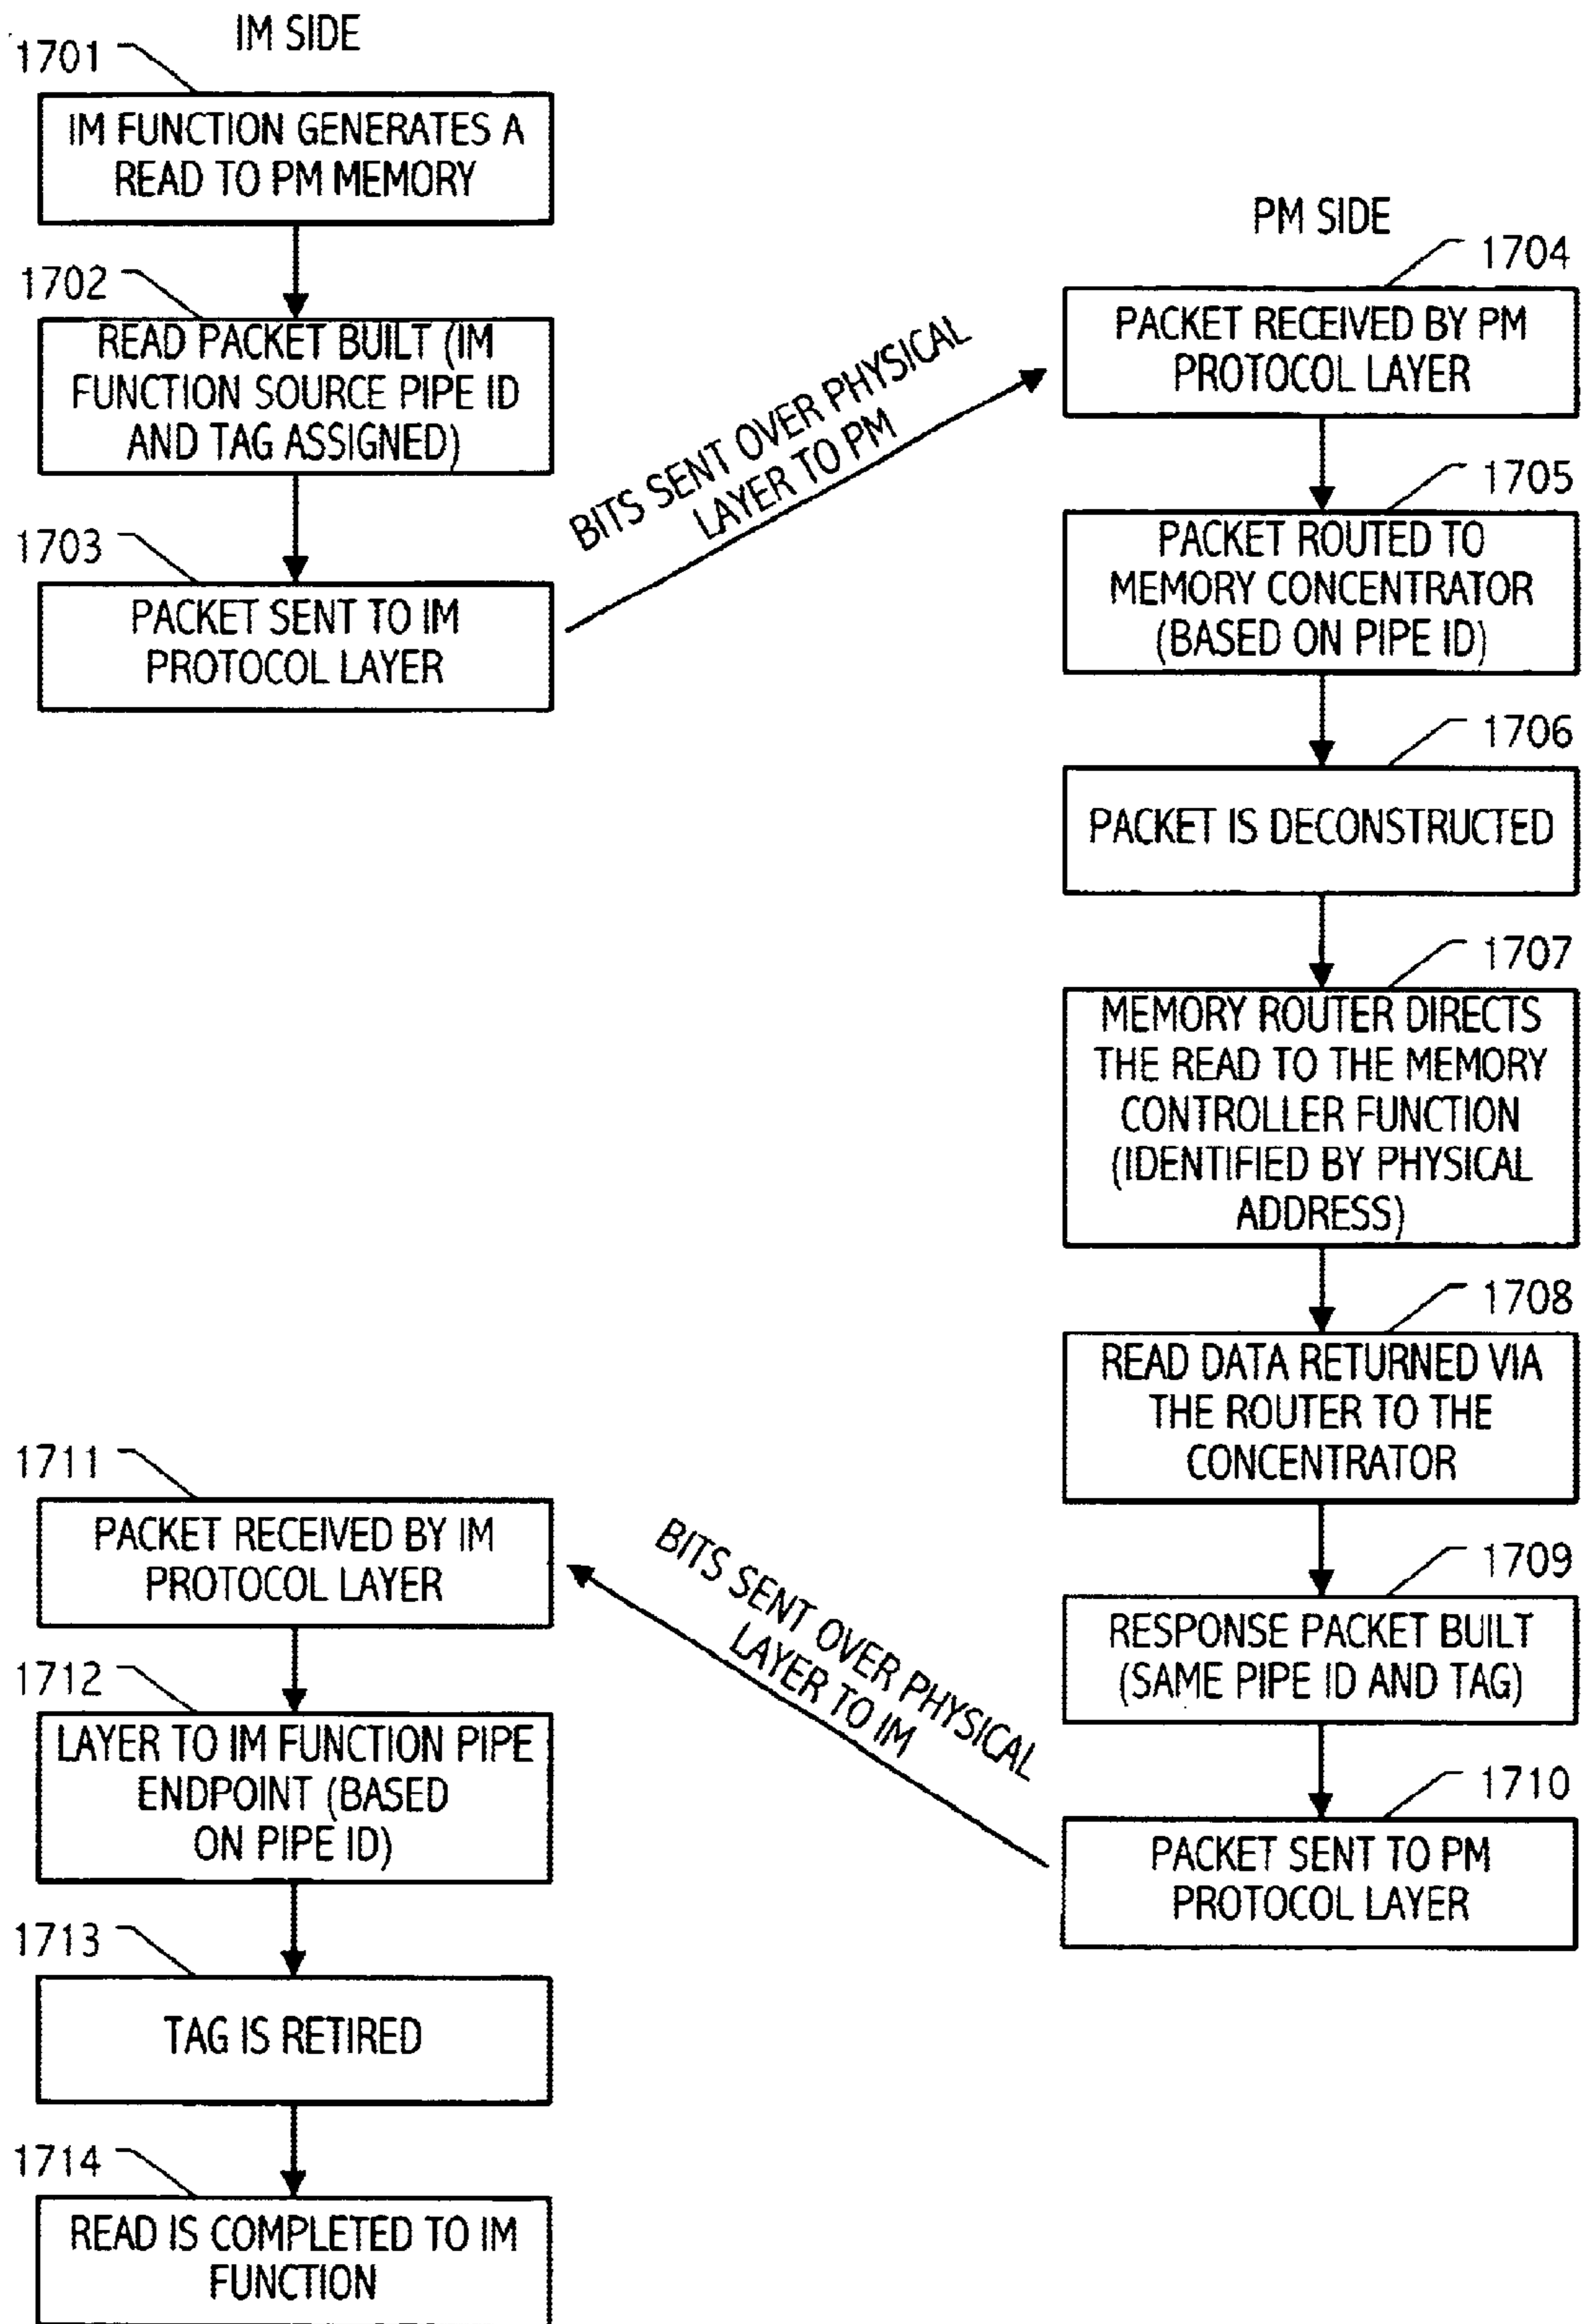 IM SIDE
1701
IM FUNCTION GENERATES A
READ TO PM MEMORY
1702
READ PACKET BUILT (IM
FUNCTION SOURCE PIPE ID
AND TAG ASSIGNED)
1703
PACKET SENT TO IM
PROTOCOL LAYER
BITS SENT OVER PHYSICAL
LAYER TO PM
PM SIDE
1704
PACKET RECEIVED BY PM
PROTOCOL LAYER
1705
PACKET ROUTED TO
MEMORY CONCENTRATOR
(BASED ON PIPE ID)
1706
PACKET IS DECONSTRUCTED
1707
MEMORY ROUTER DIRECTS
THE READ TO THE MEMORY
CONTROLLER FUNCTION
(IDENTIFIED BY PHYSICAL
ADDRESS)
1708
READ DATA RETURNED VIA
THE ROUTER TO THE
CONCENTRATOR
1709
RESPONSE PACKET BUILT
(SAME PIPE ID AND TAG)
1710
PACKET SENT TO PM
PROTOCOL LAYER
BITS SENT OVER PHYSICAL
LAYER TO IM
1711
PACKET RECEIVED BY IM
PROTOCOL LAYER
1712
LAYER TO IM FUNCTION PIPE
ENDPOINT (BASED
ON PIPE ID)
1713
TAG IS RETIRED
1714
READ IS COMPLETED TO IM
FUNCTION